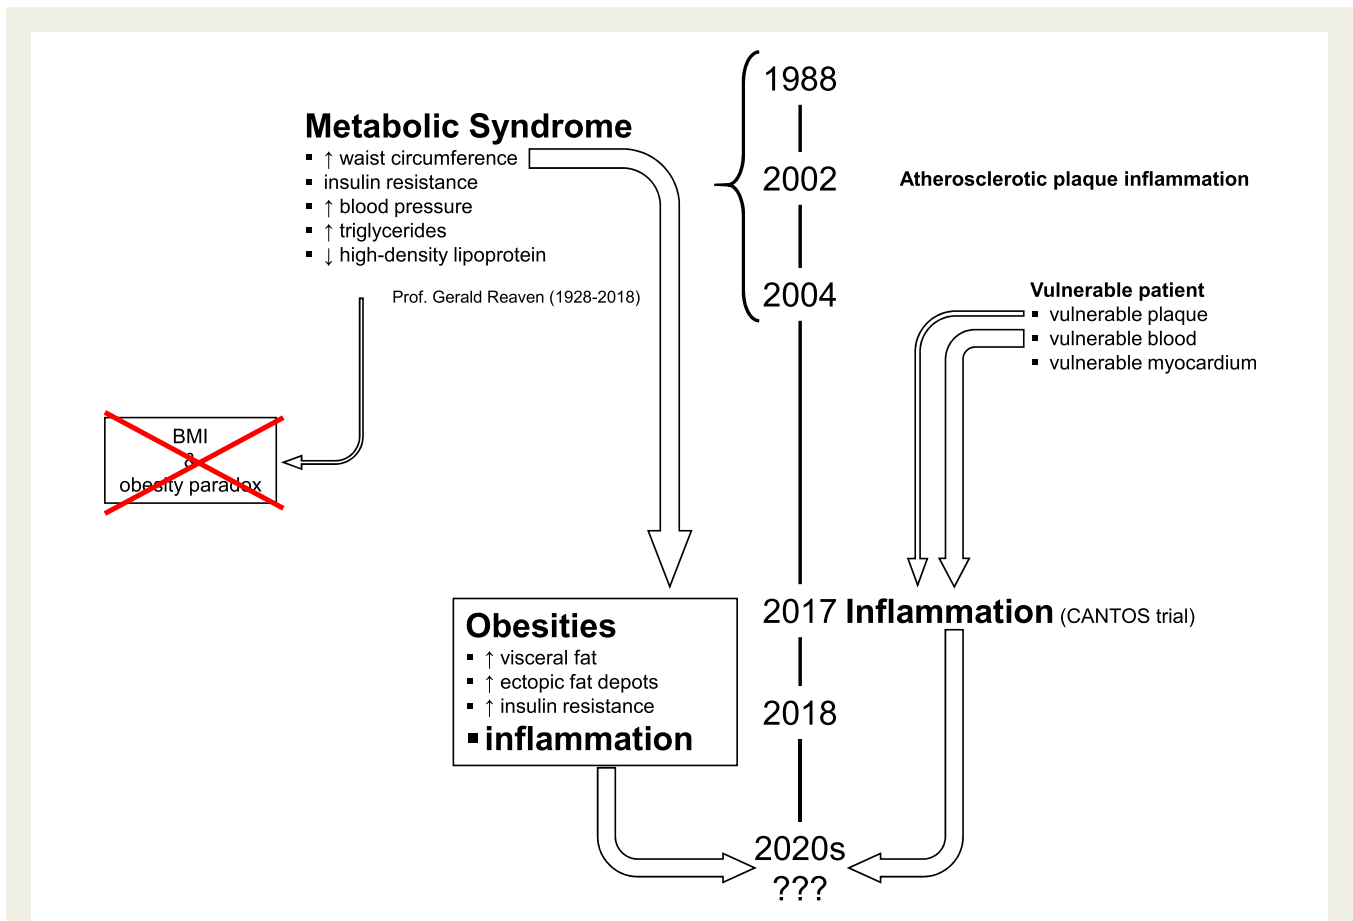 1988
Metabolic Syndrome
▪ ↑ waist circumference
▪ insulin resistance
▪ ↑ blood pressure
▪ ↑ triglycerides
▪ ↓ high-density lipoprotein
Prof. Gerald Reaven (1928-2018)
2002
Atherosclerotic plaque inflammation
2004
Vulnerable patient
▪ vulnerable plaque
▪ vulnerable blood
▪ vulnerable myocardium
BMI
&
obesity paradox
Obesities
▪ ↑ visceral fat
▪ ↑ ectopic fat depots
▪ ↑ insulin resistance
▪ inflammation
2017 Inflammation (CANTOS trial)
2018
2020s
???